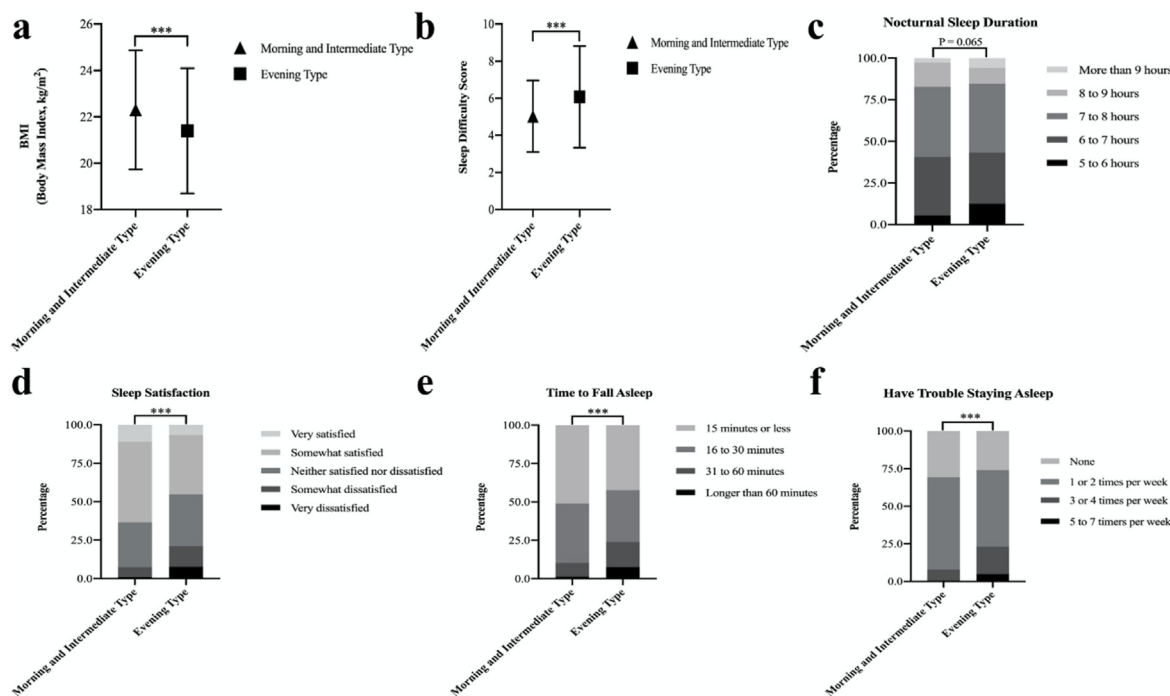 a
26
24
22
20
18
BMI
(Body Mass Index, kg/m²)
***
Morning and Intermediate Type
Evening Type
Morning and Intermediate Type
Evening Type
b
10
8
6
4
2
0
Sleep Difficulty Score
***
Morning and Intermediate Type
Evening Type
Morning and Intermediate Type
Evening Type
c
Nocturnal Sleep Duration
P = 0.065
100.0
75.0
50.0
25.0
0.0
Percentage
More than 9 hours
8 to 9 hours
7 to 8 hours
6 to 7 hours
5 to 6 hours
Morning and Intermediate Type
Evening Type
d
Sleep Satisfaction
***
100.0
75.0
50.0
25.0
0.0
Percentage
Very satisfied
Somewhat satisfied
Neither satisfied nor dissatisfied
Somewhat dissatisfied
Very dissatisfied
Morning and Intermediate Type
Evening Type
e
Time to Fall Asleep
***
100.0
75.0
50.0
25.0
0.0
Percentage
15 minutes or less
16 to 30 minutes
31 to 60 minutes
Longer than 60 minutes
Morning and Intermediate Type
Evening Type
f
Have Trouble Staying Asleep
***
100.0
75.0
50.0
25.0
0.0
Percentage
None
1 or 2 times per week
3 or 4 times per week
5 to 7 timers per week
Morning and Intermediate Type
Evening Type